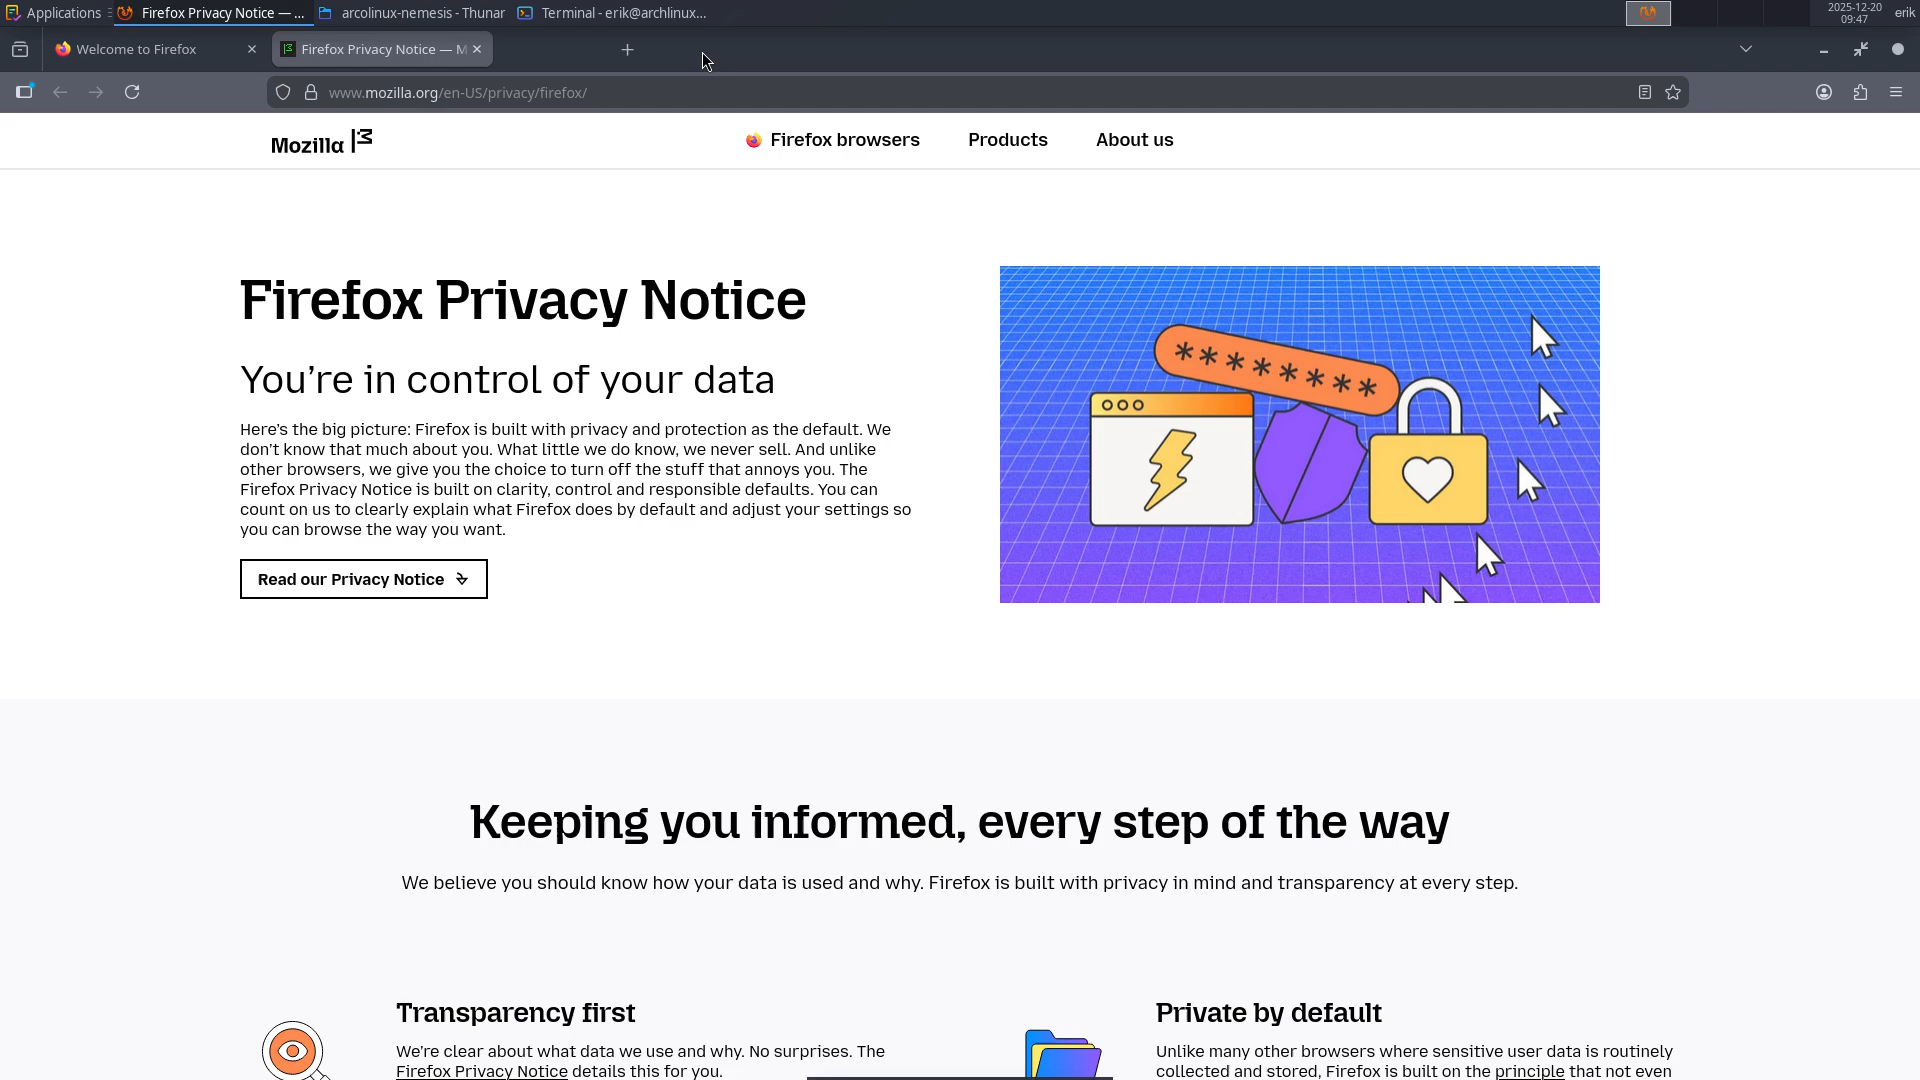 Applications
Firefox Privacy Notice — ...
arcolinux-nemesis - Thunar
Terminal - erik@archlinux...
2025-12-20
09:47
erik
Welcome to Firefox
Firefox Privacy Notice — M
www.mozilla.org/en-US/privacy/firefox/
Mozilla
Firefox browsers
Products
About us
Firefox Privacy Notice
You’re in control of your data
Here’s the big picture: Firefox is built with privacy and protection as the default. We
don’t know that much about you. What little we do know, we never sell. And unlike
other browsers, we give you the choice to turn off the stuff that annoys you. The
Firefox Privacy Notice is built on clarity, control and responsible defaults. You can
count on us to clearly explain what Firefox does by default and adjust your settings so
you can browse the way you want.
Read our Privacy Notice
*******
Keeping you informed, every step of the way
We believe you should know how your data is used and why. Firefox is built with privacy in mind and transparency at every step.
Transparency first
We’re clear about what data we use and why. No surprises. The
Firefox Privacy Notice details this for you.
Private by default
Unlike many other browsers where sensitive user data is routinely
collected and stored, Firefox is built on the principle that not even